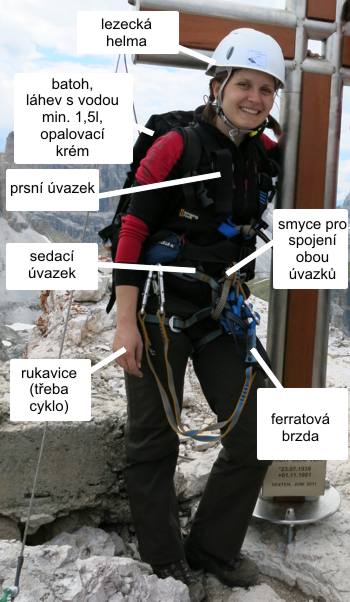 lezecká
helma
batoh,
láhev s vodou
min. 1,5l,
opalovací
krém
prsní úvazek
sedací
úvazek
rukavice
(třeba
cyklo)
smyce pro
spojení
obou
úvazků
ferratová
brzda